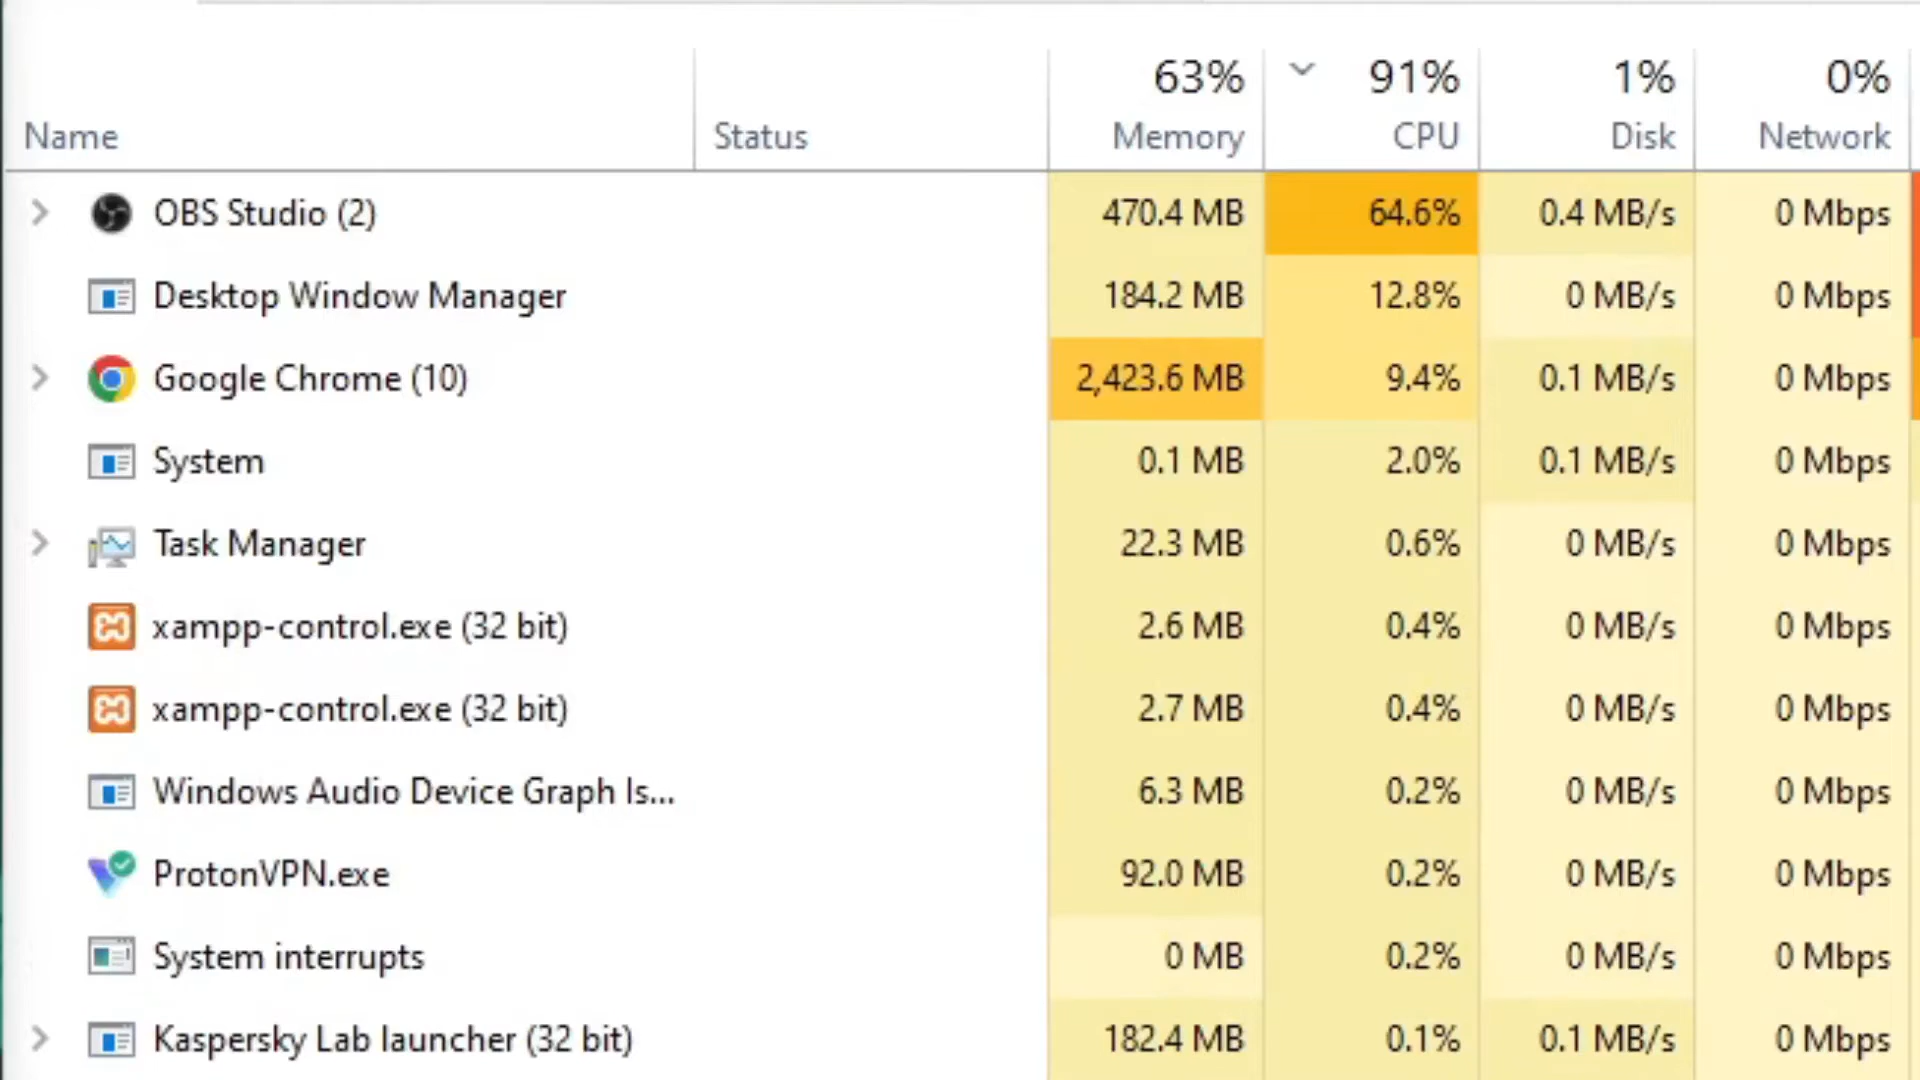 63% 91% 1% 0%
Name Status Memory CPU Disk Network
OBS Studio (2) 470.4 MB 64.6% 0.4 MB/s 0 Mbps
Desktop Window Manager 184.2 MB 12.8% 0 MB/s 0 Mbps
Google Chrome (10) 2,423.6 MB 9.4% 0.1 MB/s 0 Mbps
System 0.1 MB 2.0% 0.1 MB/s 0 Mbps
Task Manager 22.3 MB 0.6% 0 MB/s 0 Mbps
xampp-control.exe (32 bit) 2.6 MB 0.4% 0 MB/s 0 Mbps
xampp-control.exe (32 bit) 2.7 MB 0.4% 0 MB/s 0 Mbps
Windows Audio Device Graph Is... 6.3 MB 0.2% 0 MB/s 0 Mbps
ProtonVPN.exe 92.0 MB 0.2% 0 MB/s 0 Mbps
System interrupts 0 MB 0.2% 0 MB/s 0 Mbps
Kaspersky Lab launcher (32 bit) 182.4 MB 0.1% 0.1 MB/s 0 Mbps